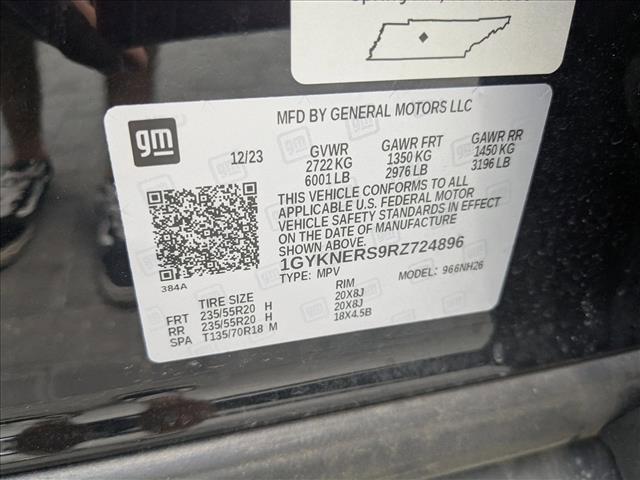 MFD BY GENERAL MOTORS LLC
gm
12/23
GVWR GAWR FRT GAWR RR
2722 KG 1350 KG 1450 KG
6001 LB 2976 LB 3196 LB
THIS VEHICLE CONFORMS TO ALL
APPLICABLE U.S. FEDERAL MOTOR
VEHICLE SAFETY STANDARDS IN EFFECT
ON THE DATE OF MANUFACTURE
SHOWN ABOVE.
1GYKNERS9RZ724896
384A
TYPE: MPV MODEL: 966NH26
TIRE SIZE RIM
FRT 235/55R20 H 20X8J
RR 235/55R20 H 20X8J
SPA T135/70R18 M 18X4.5B